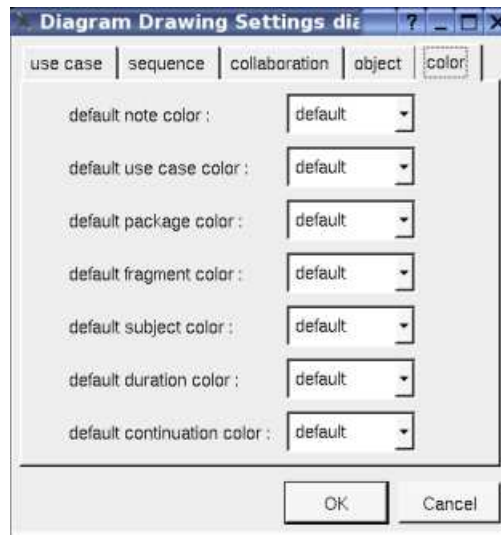 Diagram Drawing Settings dia
use case sequence collaboration object color
default note color : default
default use case color : default
default package color : default
default fragment color : default
default subject color : default
default duration color : default
default continuation color : default
OK Cancel